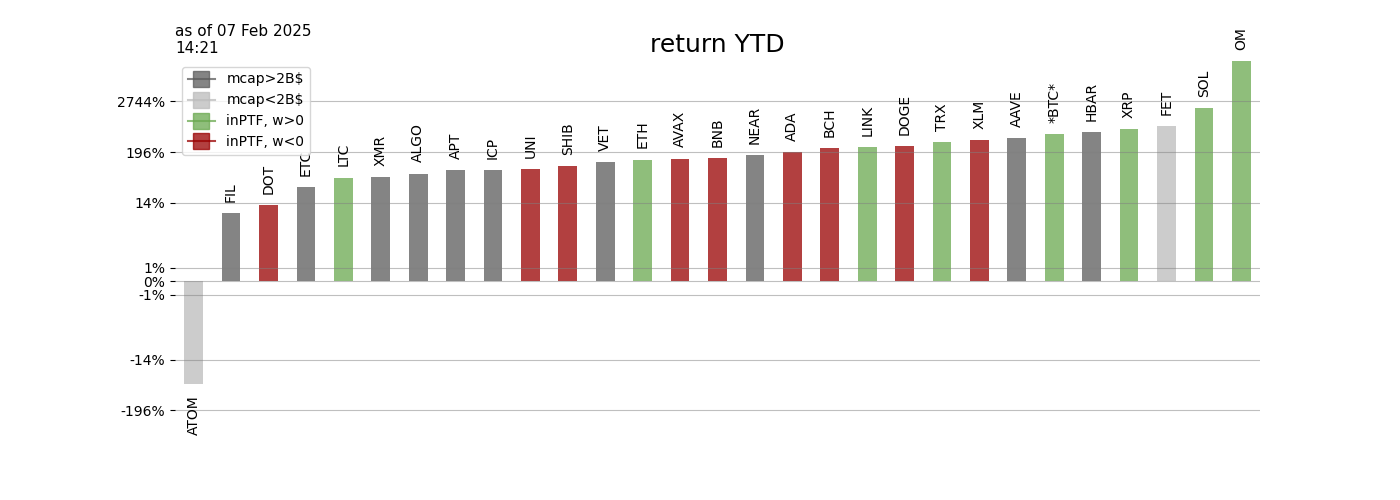 as of 07 Feb 2025
14:21
return YTD
mcap>2B$
mcap<2B$
inPTF, w>0
inPTF, w<0
2744%
196%
14%
1%
0%
-1%
-14%
-196%
ATOM
FIL
DOT
ETC
LTC
XMR
ALGO
APT
ICP
UNI
SHIB
VET
ETH
AVAX
BNB
NEAR
ADA
BCH
LINK
DOGE
TRX
XLM
AAVE
*BTC*
HBAR
XRP
FET
SOL
OM